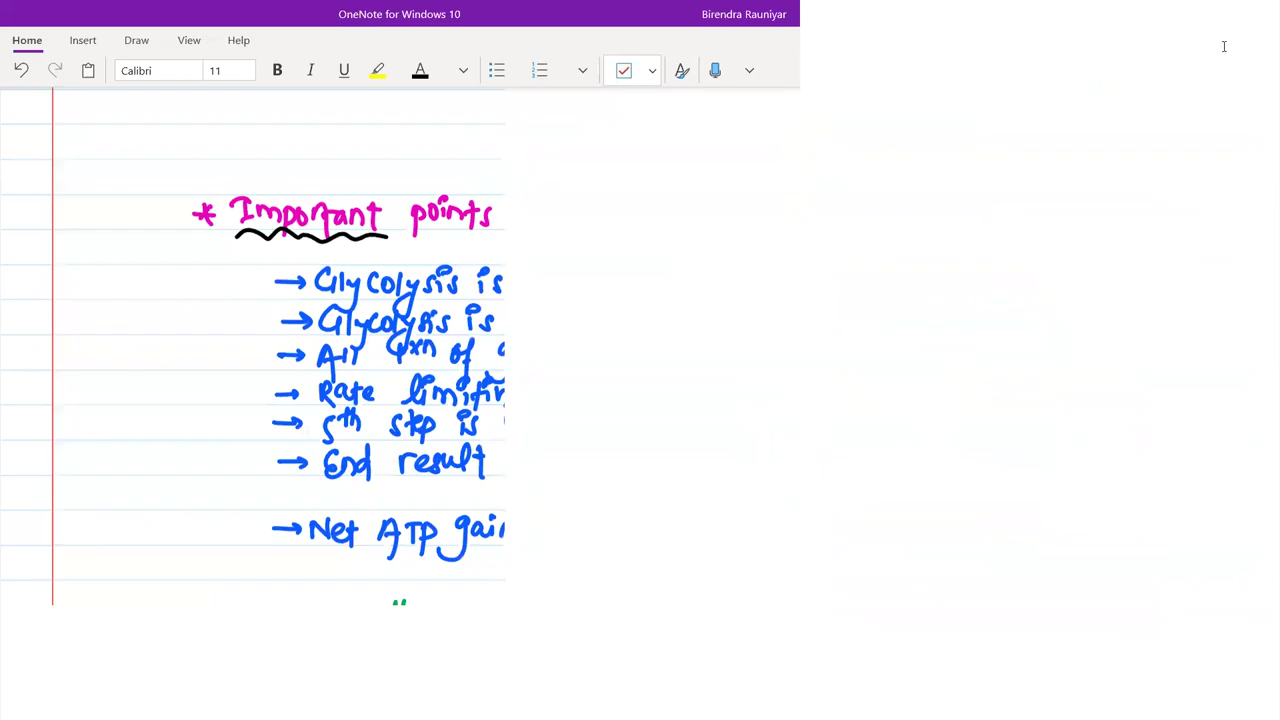 OneNote for Windows 10 Birendra Rauniyar
Home Insert Draw View Help
Calibri 11 B I U A
* Important points
→ Glycolysis is
→ Glycolysis is
→ All rxn of
→ Rate limitin
→ 5th step is
→ End result
→ Net ATP gain